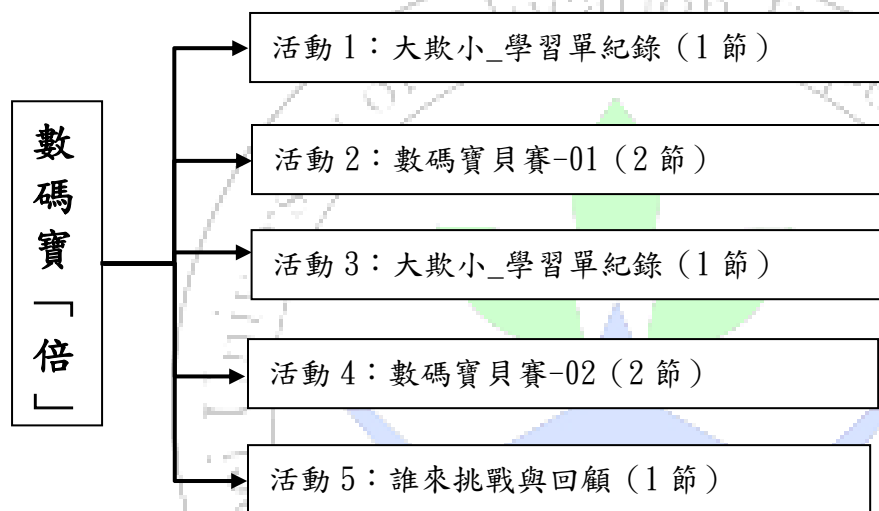 數碼寶「倍」
活動 1：大欺小_學習單紀錄（1 節）
活動 2：數碼寶貝賽-01（2 節）
活動 3：大欺小_學習單紀錄（1 節）
活動 4：數碼寶貝賽-02（2 節）
活動 5：誰來挑戰與回顧（1 節）